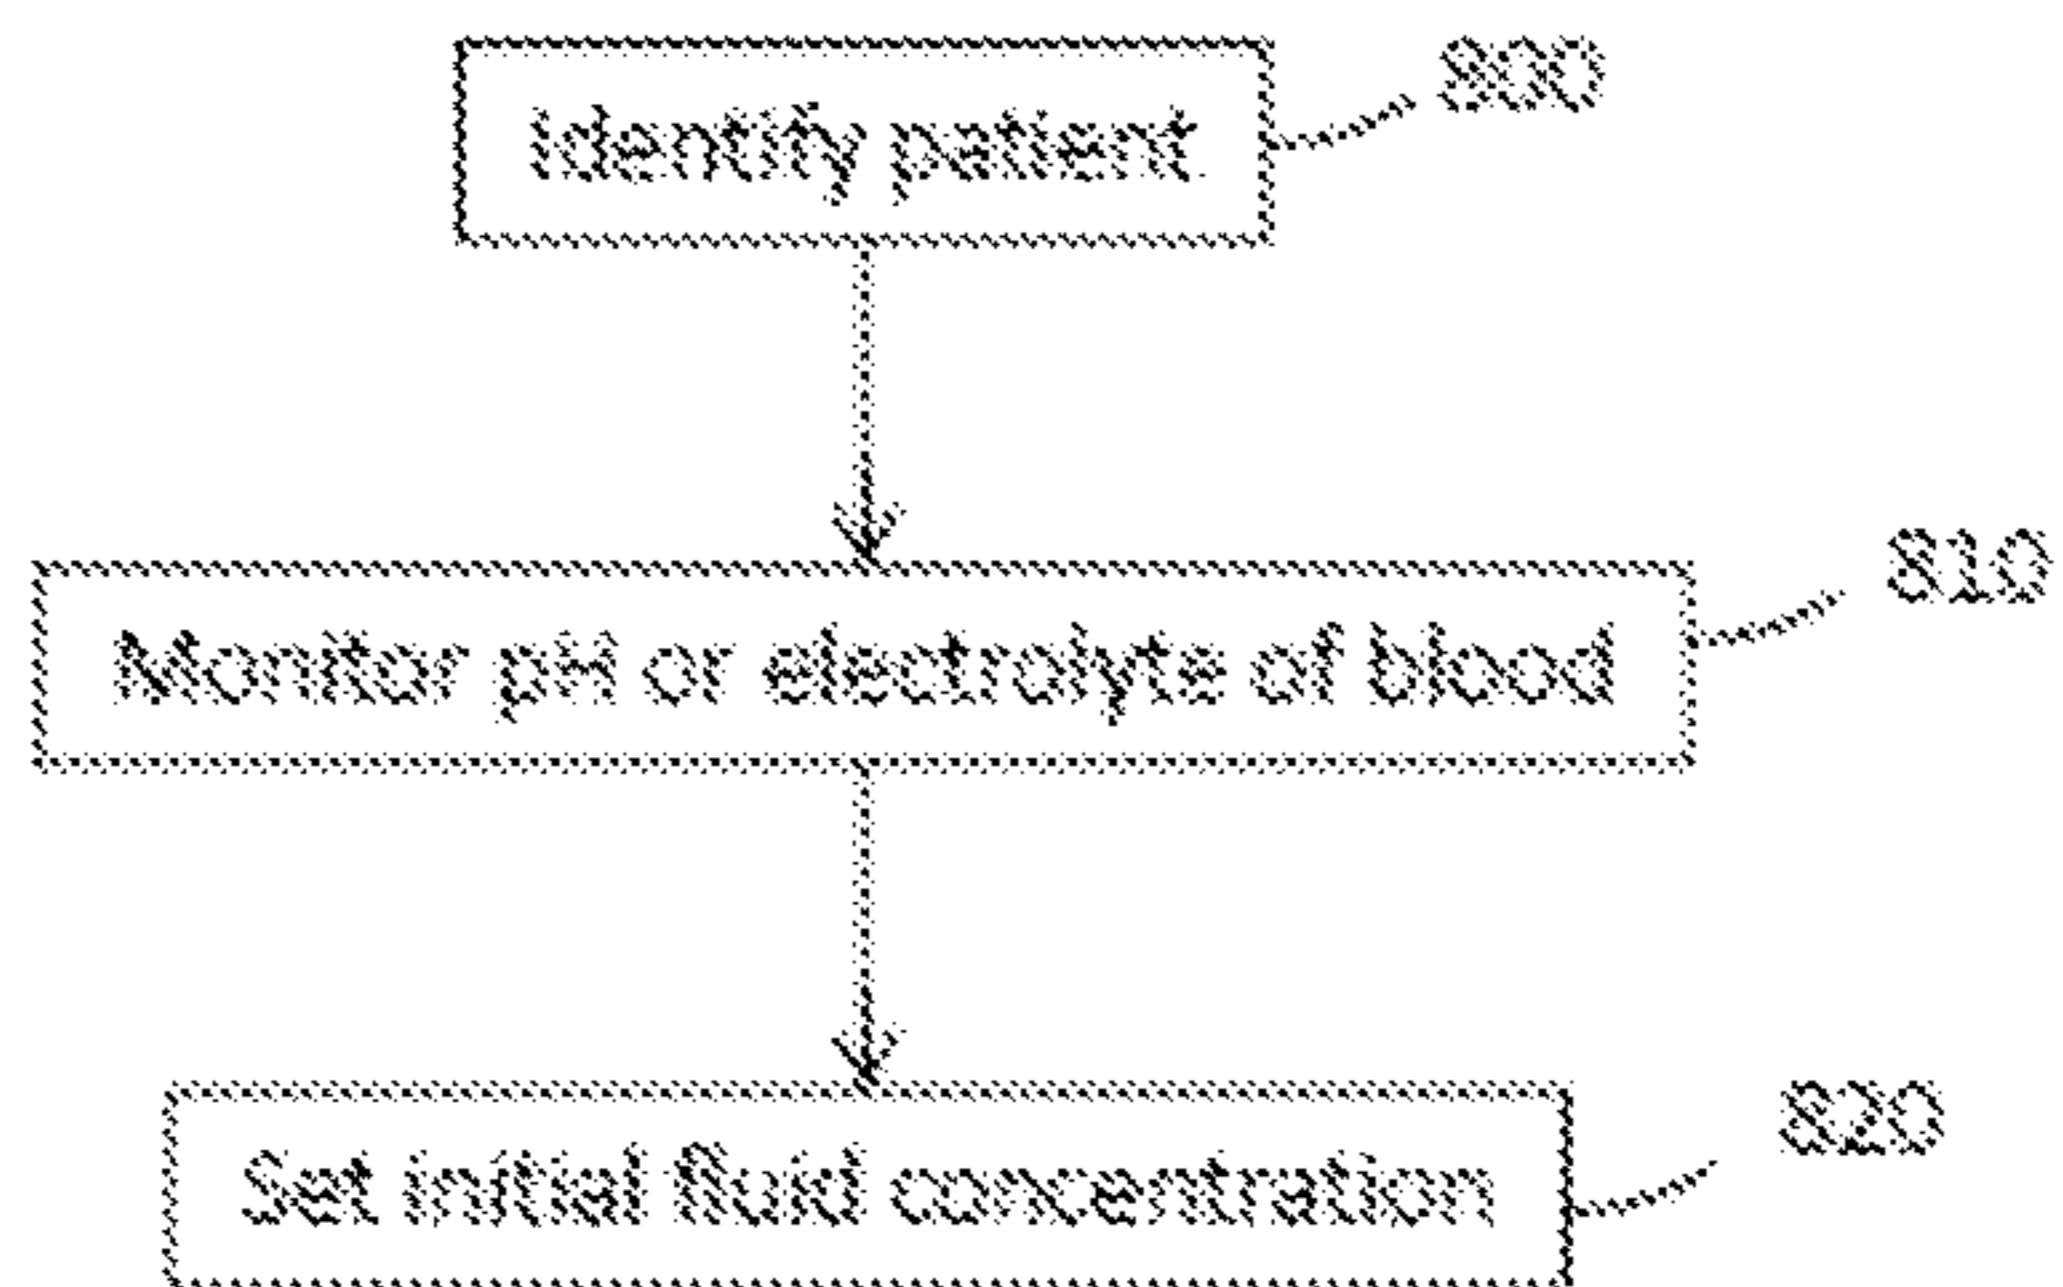 Identify patient
800
Monitor pH or electrolyte of blood
810
Set initial fluid concentration
820